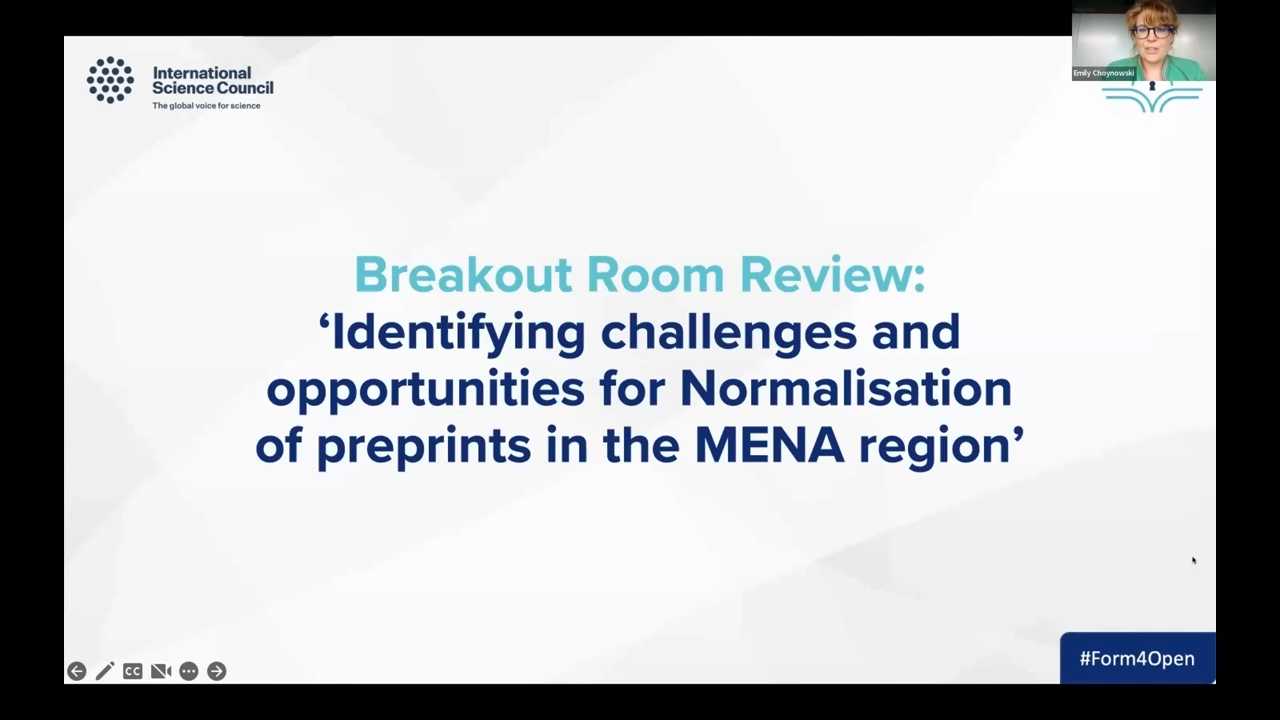 International
Science Council
The global voice for science
Emily Choynowski
Breakout Room Review:
‘Identifying challenges and
opportunities for Normalisation
of preprints in the MENA region’
CC
#Form4Open